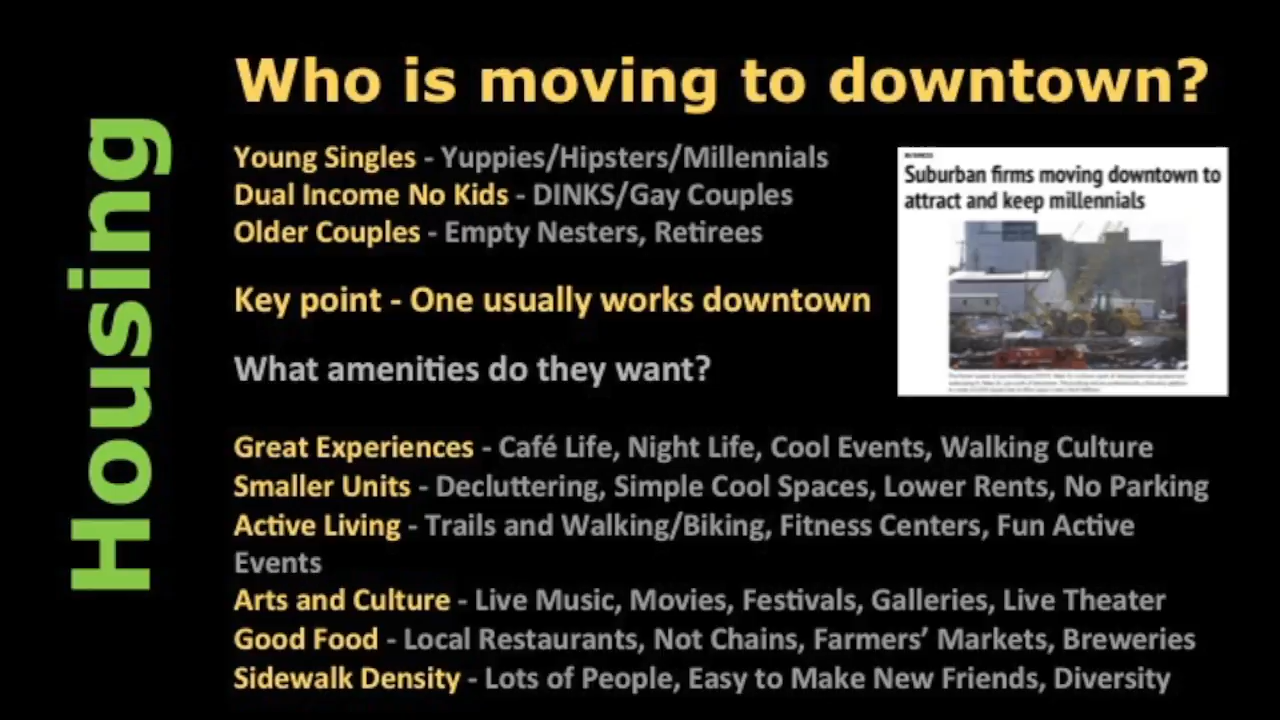 Housing
Who is moving to downtown?
Young Singles - Yuppies/Hipsters/Millennials
Dual Income No Kids - DINKS/Gay Couples
Older Couples - Empty Nesters, Retirees
Key point - One usually works downtown
What amenities do they want?
BUSINESS
Suburban firms moving downtown to
attract and keep millennials
Great Experiences - Café Life, Night Life, Cool Events, Walking Culture
Smaller Units - Decluttering, Simple Cool Spaces, Lower Rents, No Parking
Active Living - Trails and Walking/Biking, Fitness Centers, Fun Active
Events
Arts and Culture - Live Music, Movies, Festivals, Galleries, Live Theater
Good Food - Local Restaurants, Not Chains, Farmers’ Markets, Breweries
Sidewalk Density - Lots of People, Easy to Make New Friends, Diversity